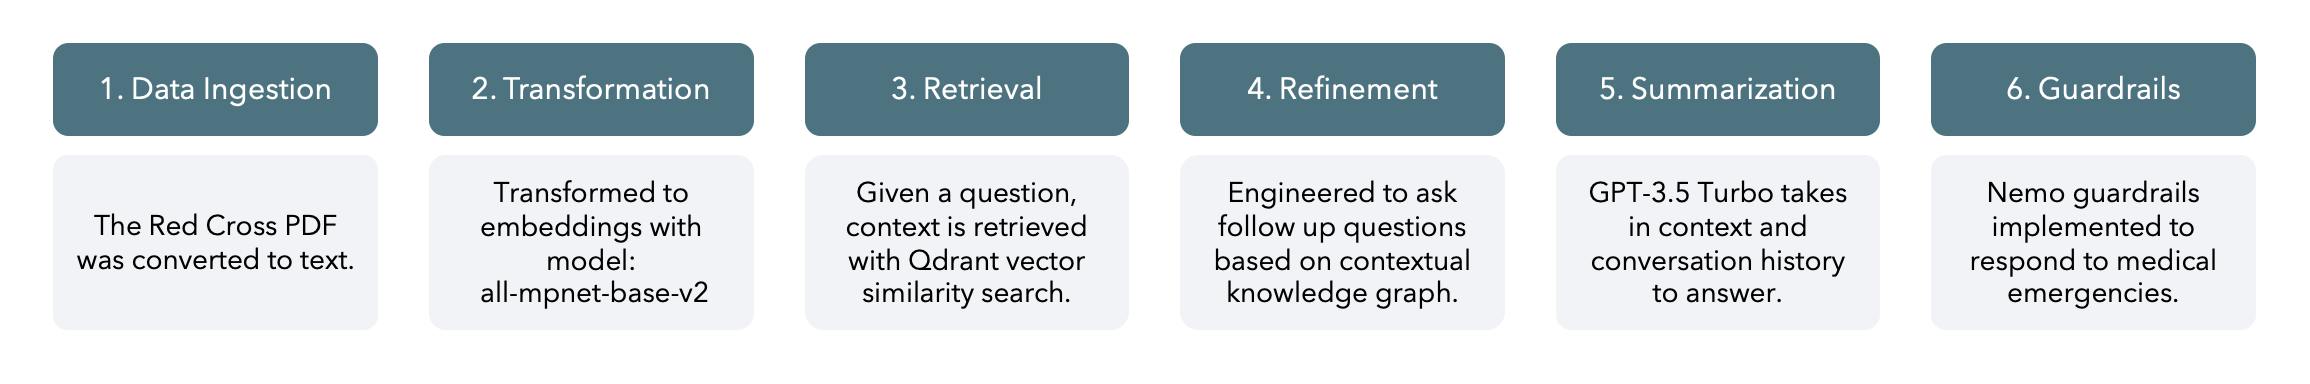 1. Data Ingestion
The Red Cross PDF
was converted to text.
2. Transformation
Transformed to
embeddings with
model:
all-mpnet-base-v2
3. Retrieval
Given a question,
context is retrieved
with Qdrant vector
similarity search.
4. Refinement
Engineered to ask
follow up questions
based on contextual
knowledge graph.
5. Summarization
GPT-3.5 Turbo takes
in context and
conversation history
to answer.
6. Guardrails
Nemo guardrails
implemented to
respond to medical
emergencies.